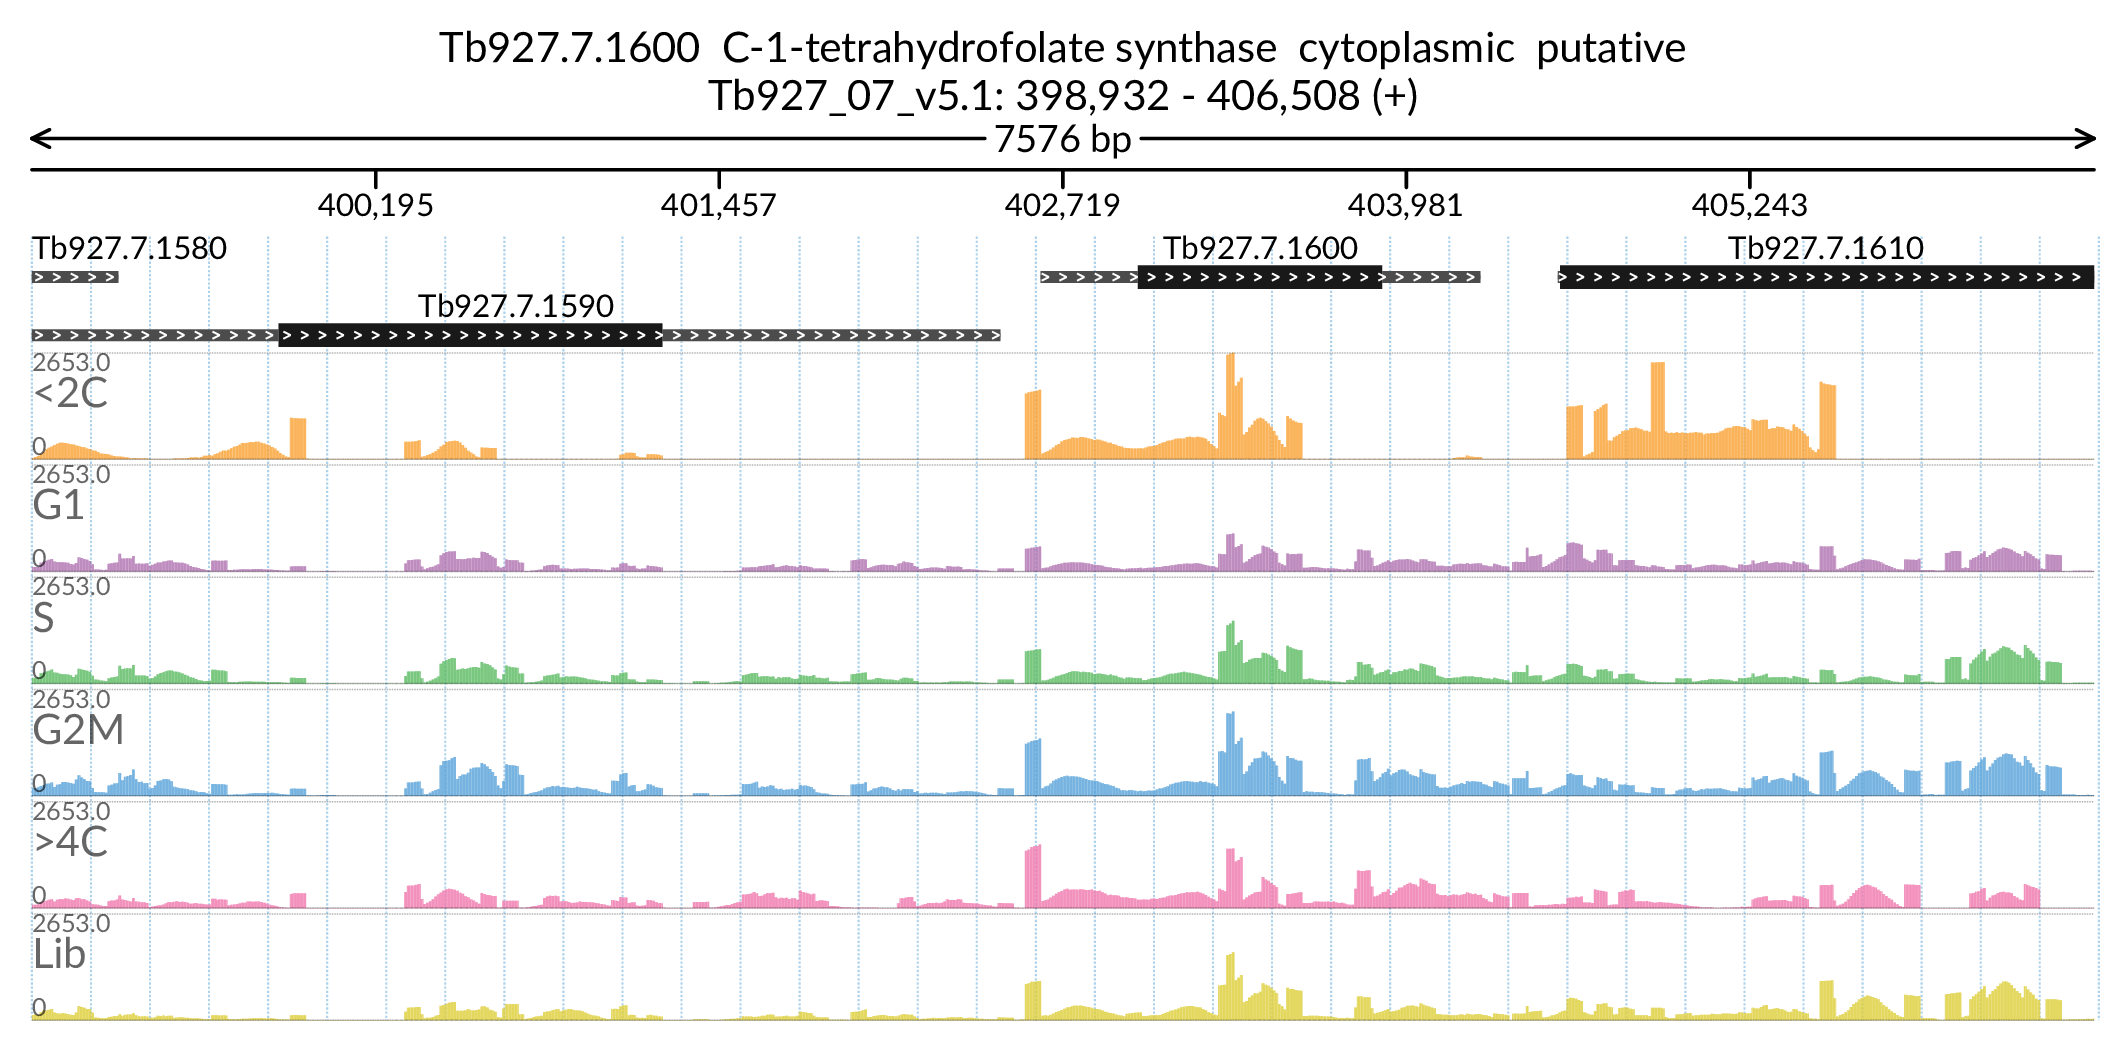 Tb927.7.1600 C-1-tetrahydrofolate synthase cytoplasmic putative
Tb927_07_v5.1: 398,932 - 406,508 (+)
7576 bp
400,195 401,457 402,719 403,981 405,243
Tb927.7.1580 Tb927.7.1600 Tb927.7.1610
Tb927.7.1590
2653.0
<2C
0
2653.0
G1
0
2653.0
S
0
2653.0
G2M
0
2653.0
>4C
0
2653.0
Lib
0